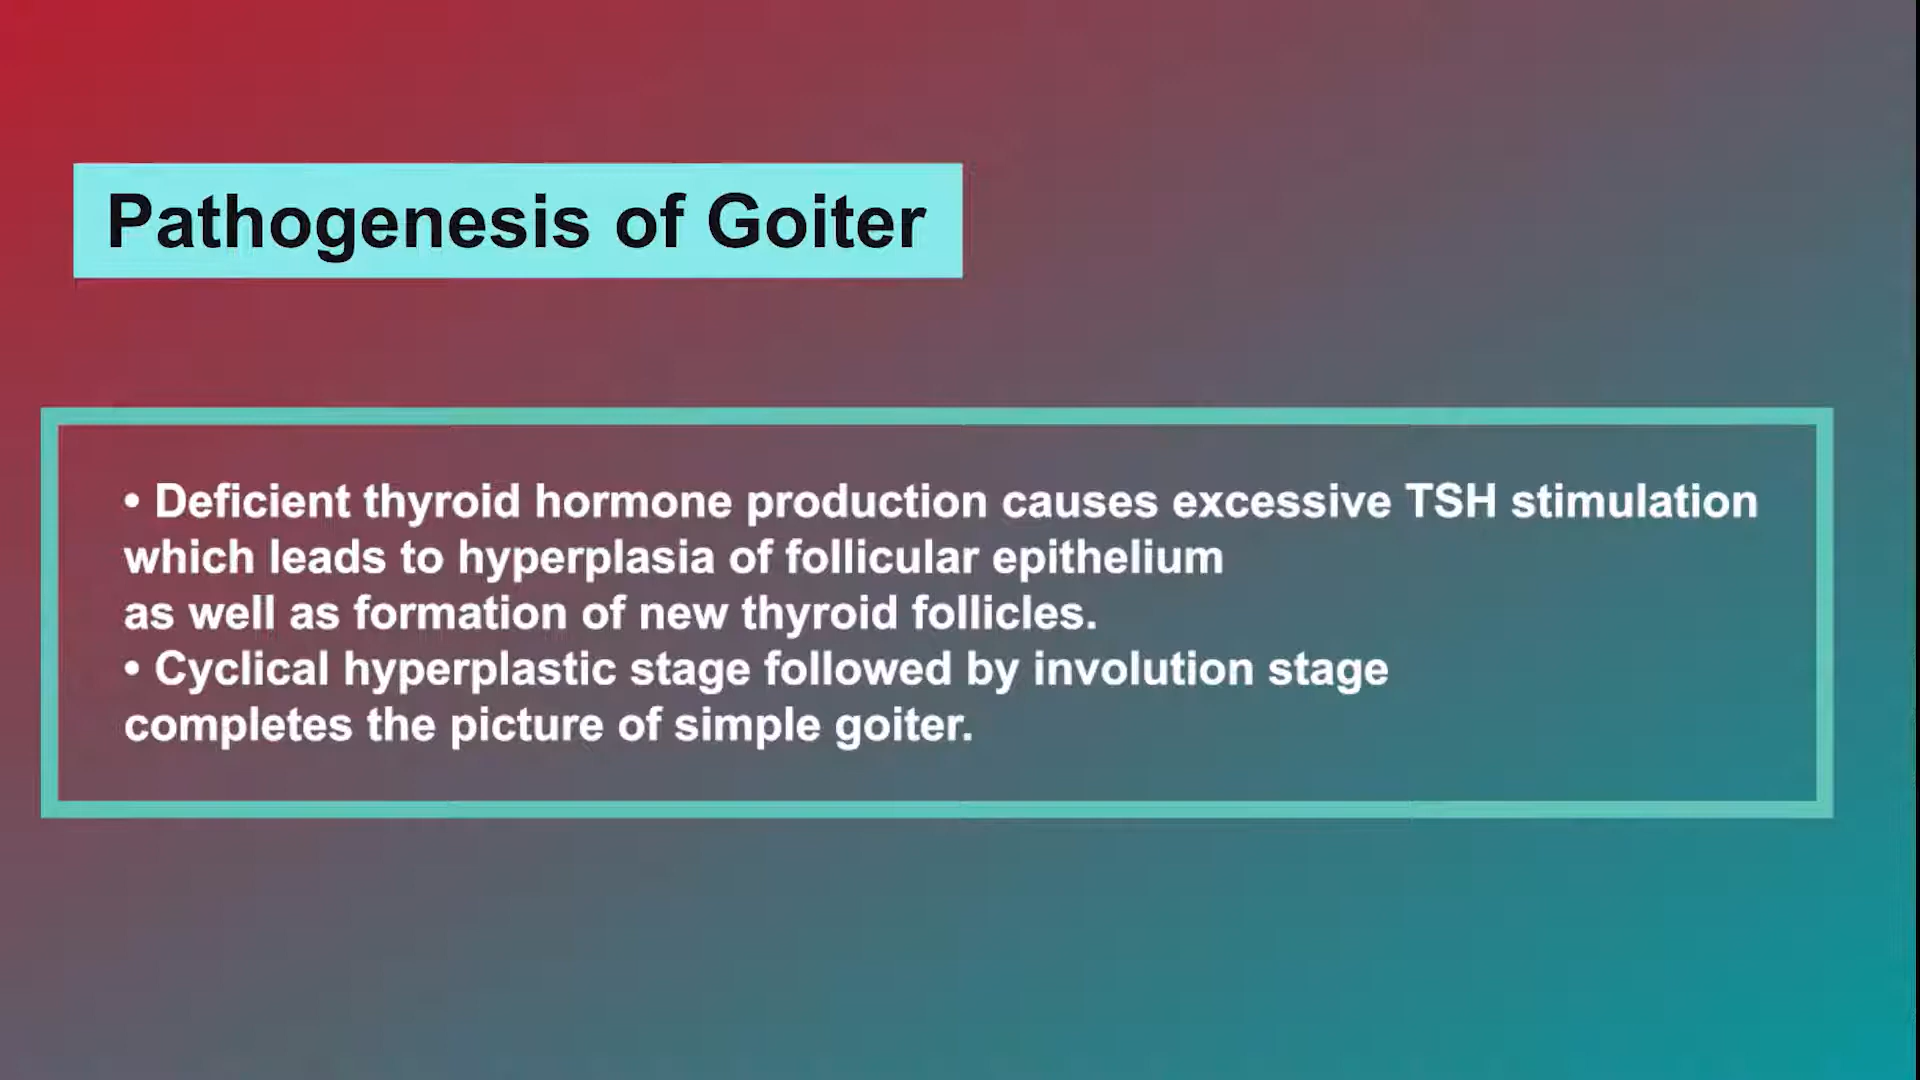 Pathogenesis of Goiter
• Deficient thyroid hormone production causes excessive TSH stimulation
which leads to hyperplasia of follicular epithelium
as well as formation of new thyroid follicles.
• Cyclical hyperplastic stage followed by involution stage
completes the picture of simple goiter.